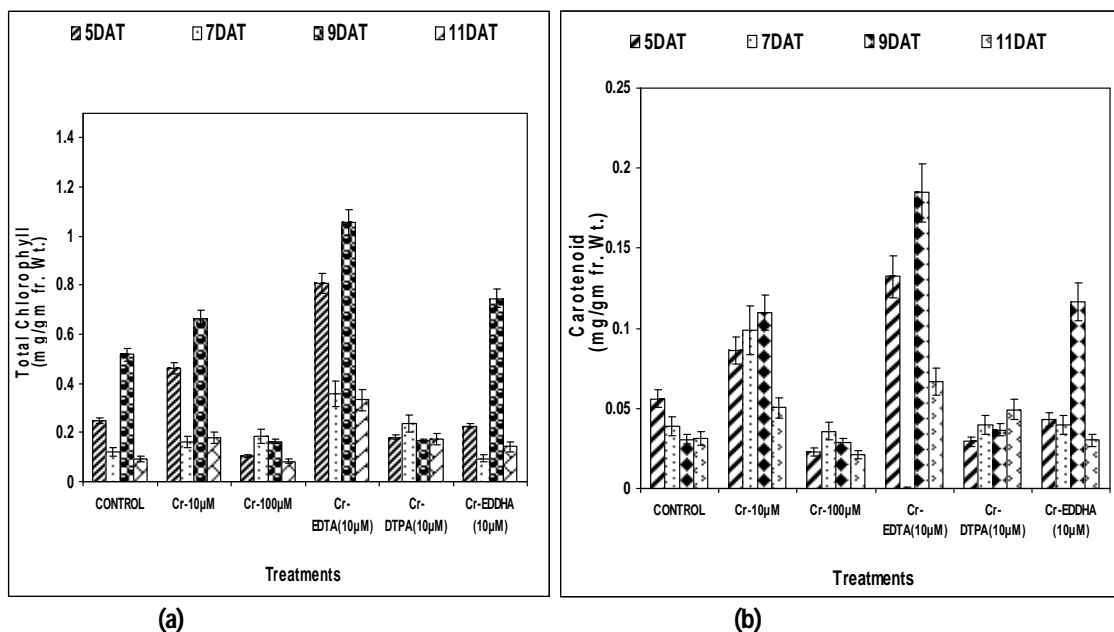 5DAT 7DAT 9DAT 11DAT
Total Chlorophyll
(mg/gm fr. Wt.)
1.4
1.2
1
0.8
0.6
0.4
0.2
0
CONTROL Cr-10µM Cr-100µM Cr-EDTA(10µM) Cr-DTPA(10µM) Cr-EDDHA (10µM)
Treatments
(a)
5DAT 7DAT 9DAT 11DAT
Carotenoid
(mg/gm fr. Wt.)
0.25
0.2
0.15
0.1
0.05
0
CONTROL Cr-10µM Cr-100µM Cr-EDTA(10µM) Cr-DTPA(10µM) Cr-EDDHA (10µM)
Treatments
(b)